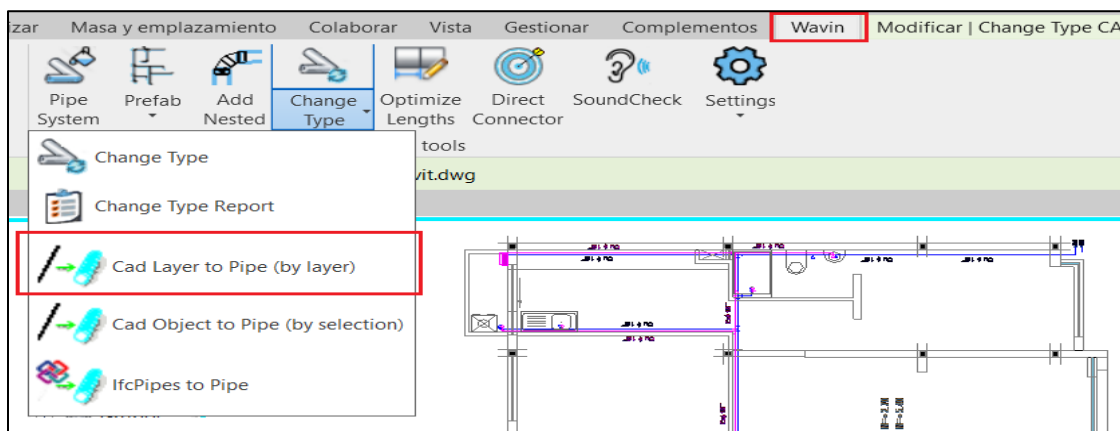 izar Masa y emplazamiento Colaborar Vista Gestionar Complementos Wavin Modificar | Change Type CA
Pipe System
Prefab
Add Nested
Change Type
Optimize Lengths
Direct Connector
SoundCheck
Settings
tools
Change Type
vit.dwg
Change Type Report
Cad Layer to Pipe (by layer)
Cad Object to Pipe (by selection)
IfcPipes to Pipe